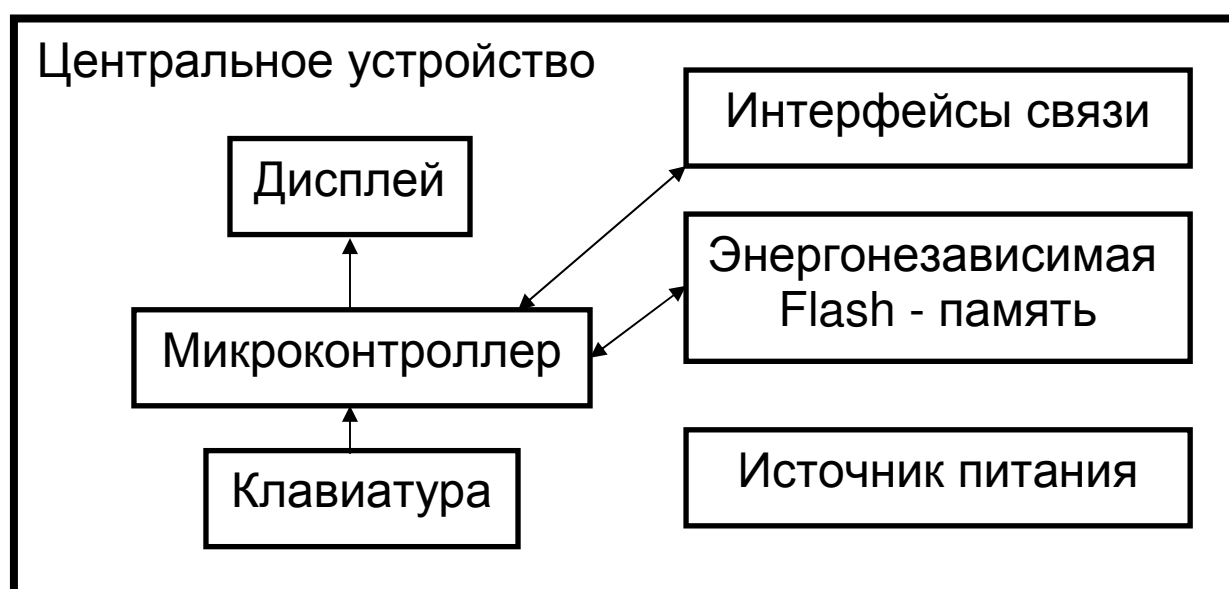 Центральное устройство
Интерфейсы связи
Дисплей
Энергонезависимая
Flash - память
Микроконтроллер
Источник питания
Клавиатура